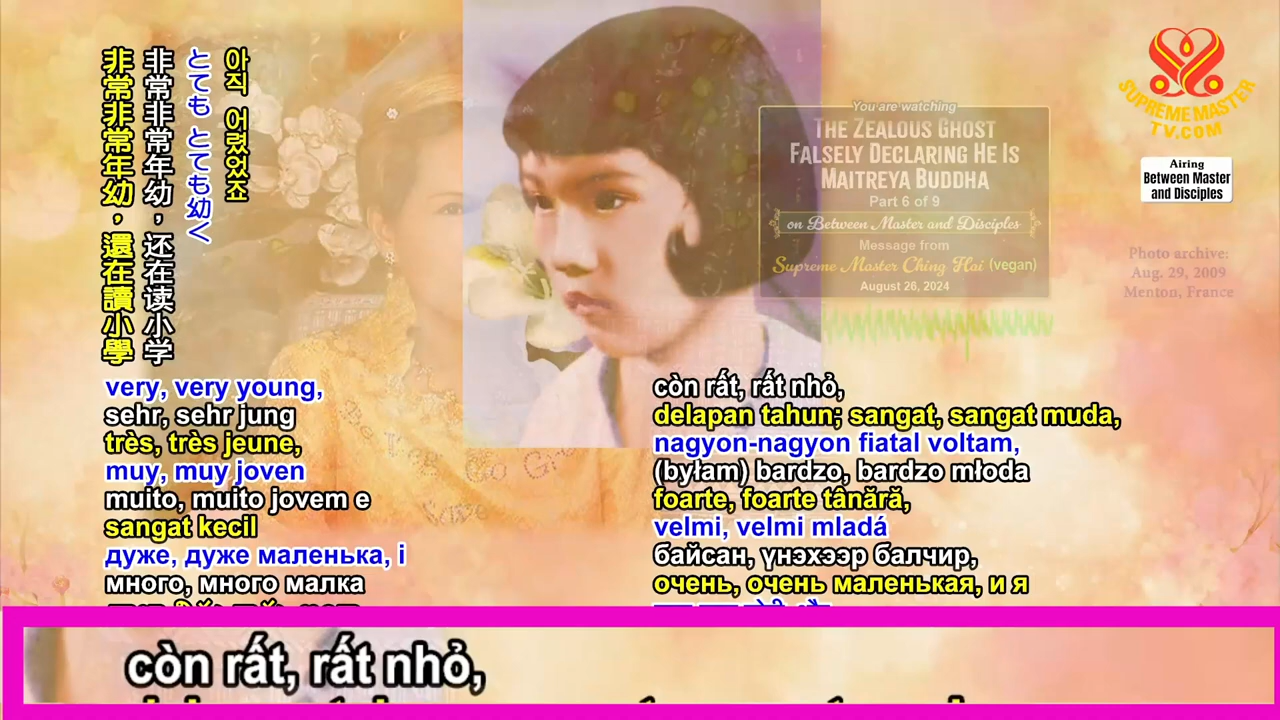 아직 어렸었죠
とても とても幼く
非常非常年幼，还在读小学
非常非常年幼，還在讀小學
very, very young,
sehr, sehr jung
très, très jeune,
muy, muy joven
muito, muito jovem e
sangat kecil
дуже, дуже маленька, і
много, много малка
còn rất, rất nhỏ,
delapan tahun; sangat, sangat muda,
nagyon-nagyon fiatal voltam,
(byłam) bardzo, bardzo młoda
foarte, foarte tânără,
velmi, velmi mladá
байсан, үнэхээр балчир,
очень, очень маленькая, и я
You are watching
THE ZEALOUS GHOST
FALSELY DECLARING HE IS
MAITREYA BUDDHA
Part 6 of 9
on Between Master and Disciples
Message from
Supreme Master Ching Hai (vegan)
August 26, 2024
SUPREME MASTER
TV.COM
Airing
Between Master
and Disciples
Photo archive:
Aug. 29, 2009
Menton, France
còn rất, rất nhỏ,